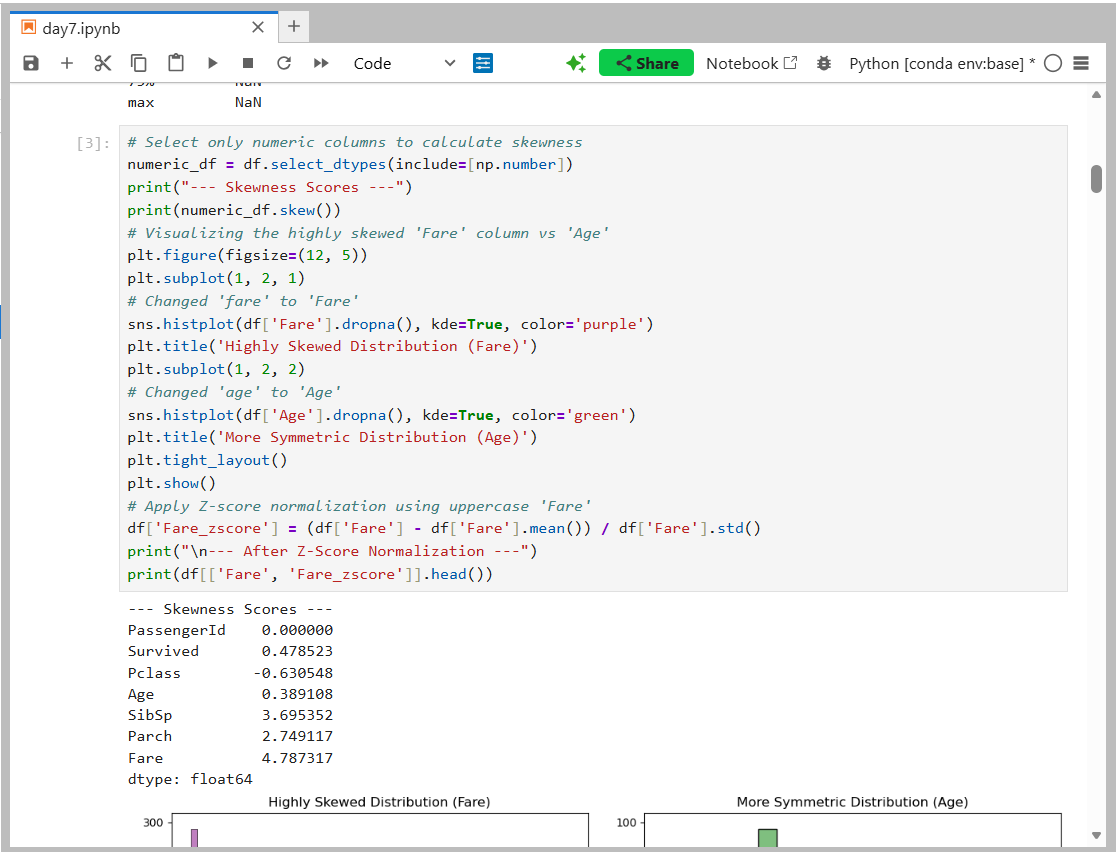 day7.ipynb
Code
Share
Notebook
Python [conda env:base] *
75% NaN
max NaN
[3]:
# Select only numeric columns to calculate skewness
numeric_df = df.select_dtypes(include=[np.number])
print("--- Skewness Scores ---")
print(numeric_df.skew())
# Visualizing the highly skewed 'Fare' column vs 'Age'
plt.figure(figsize=(12, 5))
plt.subplot(1, 2, 1)
# Changed 'fare' to 'Fare'
sns.histplot(df['Fare'].dropna(), kde=True, color='purple')
plt.title('Highly Skewed Distribution (Fare)')
plt.subplot(1, 2, 2)
# Changed 'age' to 'Age'
sns.histplot(df['Age'].dropna(), kde=True, color='green')
plt.title('More Symmetric Distribution (Age)')
plt.tight_layout()
plt.show()
# Apply Z-score normalization using uppercase 'Fare'
df['Fare_zscore'] = (df['Fare'] - df['Fare'].mean()) / df['Fare'].std()
print("\n--- After Z-Score Normalization ---")
print(df[['Fare', 'Fare_zscore']].head())
--- Skewness Scores ---
PassengerId 0.000000
Survived 0.478523
Pclass -0.630548
Age 0.389108
SibSp 3.695352
Parch 2.749117
Fare 4.787317
dtype: float64
Highly Skewed Distribution (Fare)
More Symmetric Distribution (Age)
300
100